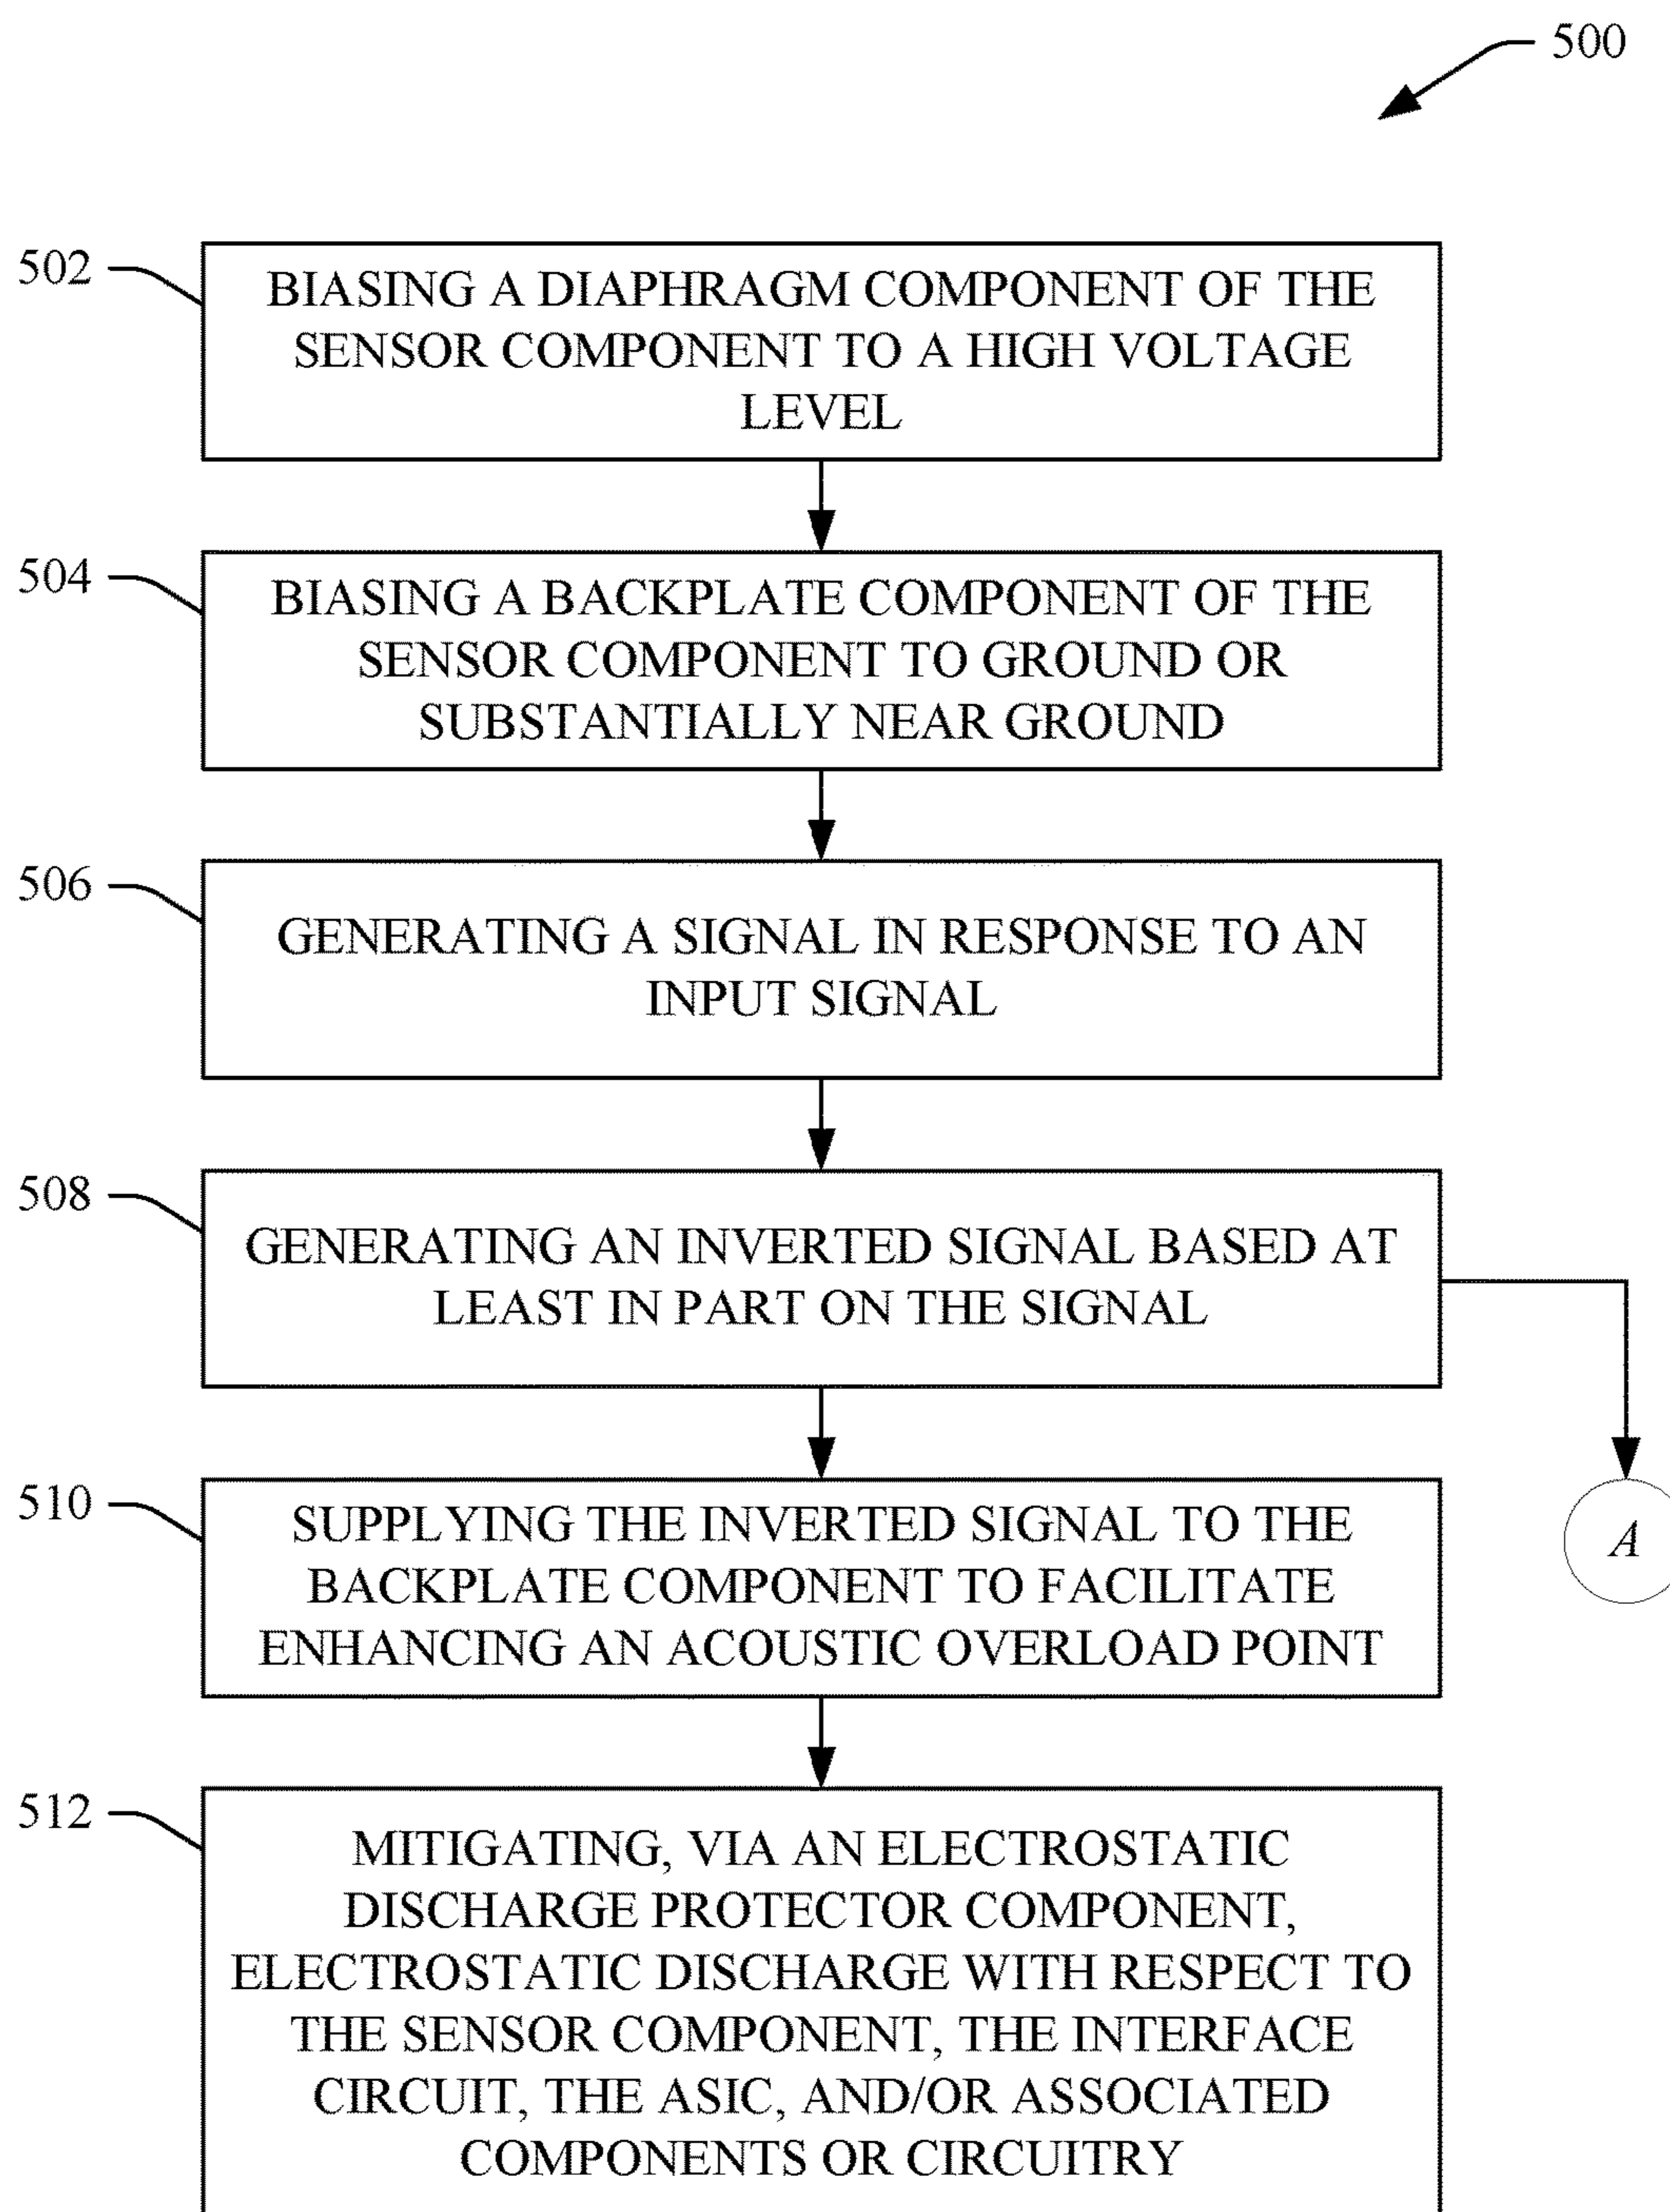 500
502
BIASING A DIAPHRAGM COMPONENT OF THE
SENSOR COMPONENT TO A HIGH VOLTAGE
LEVEL
504
BIASING A BACKPLATE COMPONENT OF THE
SENSOR COMPONENT TO GROUND OR
SUBSTANTIALLY NEAR GROUND
506
GENERATING A SIGNAL IN RESPONSE TO AN
INPUT SIGNAL
508
GENERATING AN INVERTED SIGNAL BASED AT
LEAST IN PART ON THE SIGNAL
510
SUPPLYING THE INVERTED SIGNAL TO THE
BACKPLATE COMPONENT TO FACILITATE
ENHANCING AN ACOUSTIC OVERLOAD POINT
A
512
MITIGATING, VIA AN ELECTROSTATIC
DISCHARGE PROTECTOR COMPONENT,
ELECTROSTATIC DISCHARGE WITH RESPECT TO
THE SENSOR COMPONENT, THE INTERFACE
CIRCUIT, THE ASIC, AND/OR ASSOCIATED
COMPONENTS OR CIRCUITRY